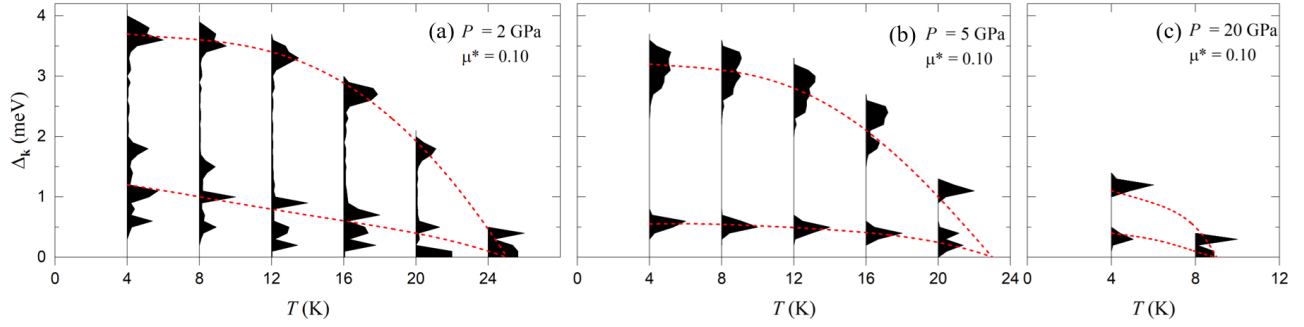 4
3
2
1
0
Δk (meV)
(a) P = 2 GPa
μ* = 0.10
0 4 8 12 16 20 24
T (K)
(b) P = 5 GPa
μ* = 0.10
0 4 8 12 16 20 24
T (K)
(c) P = 20 GPa
μ* = 0.10
0 4 8 12
T (K)